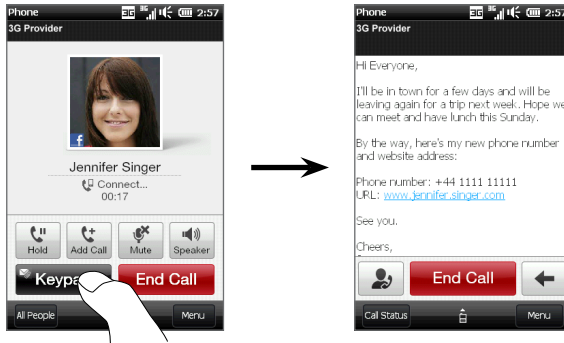 Phone 3G 2:57
3G Provider
Jennifer Singer
Connect...
00:17
Hold Add Call Mute Speaker
End Call
All People Menu
Phone 3G 2:57
3G Provider
Hi Everyone,
I'll be in town for a few days and will be
leaving again for a trip next week. Hope we
can meet and have lunch this Sunday.
By the way, here's my new phone number
and website address:
Phone number: +44 1111 11111
URL: www.jennifer.singer.com
See you.
Cheers,
End Call
Call Status Menu